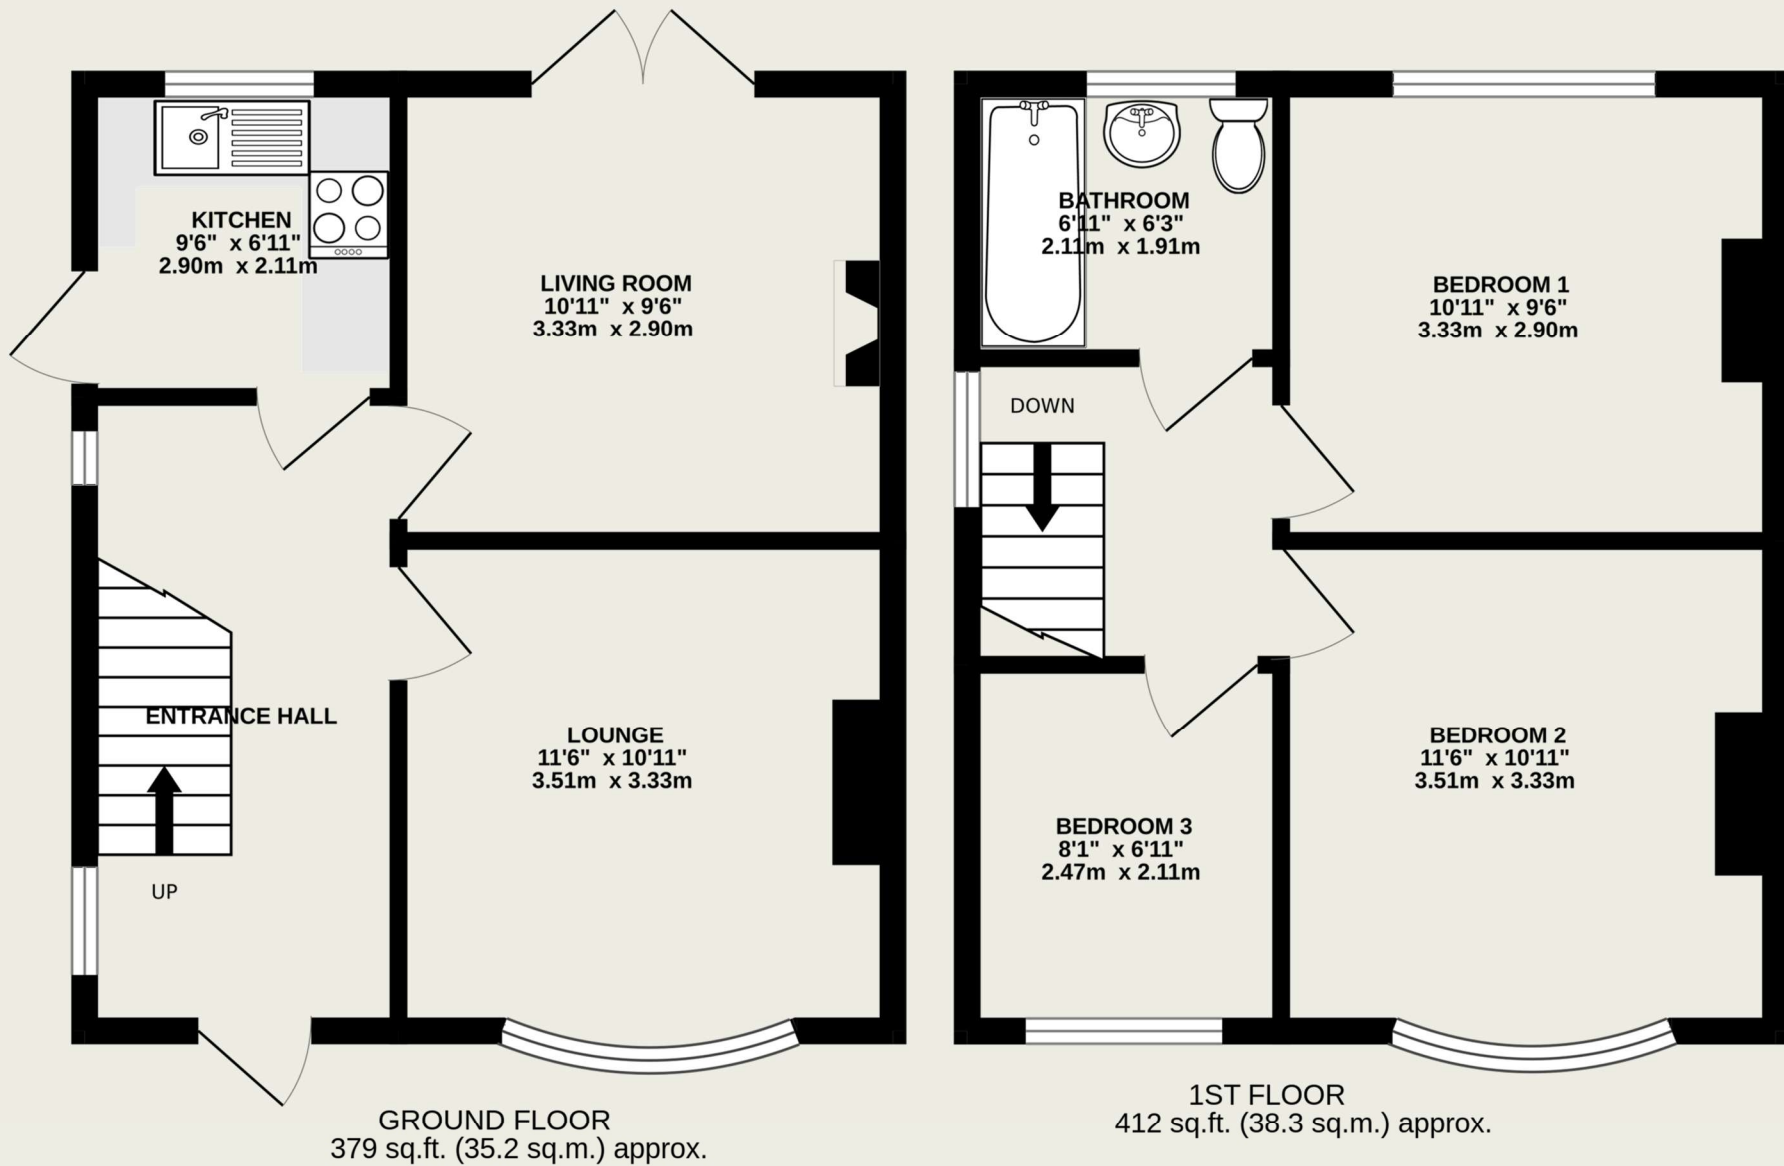 KITCHEN
9'6" x 6'11"
2.90m x 2.11m
LIVING ROOM
10'11" x 9'6"
3.33m x 2.90m
ENTRANCE HALL
UP
LOUNGE
11'6" x 10'11"
3.51m x 3.33m
GROUND FLOOR
379 sq.ft. (35.2 sq.m.) approx.
BATHROOM
6'11" x 6'3"
2.11m x 1.91m
BEDROOM 1
10'11" x 9'6"
3.33m x 2.90m
DOWN
BEDROOM 2
11'6" x 10'11"
3.51m x 3.33m
BEDROOM 3
8'1" x 6'11"
2.47m x 2.11m
1ST FLOOR
412 sq.ft. (38.3 sq.m.) approx.